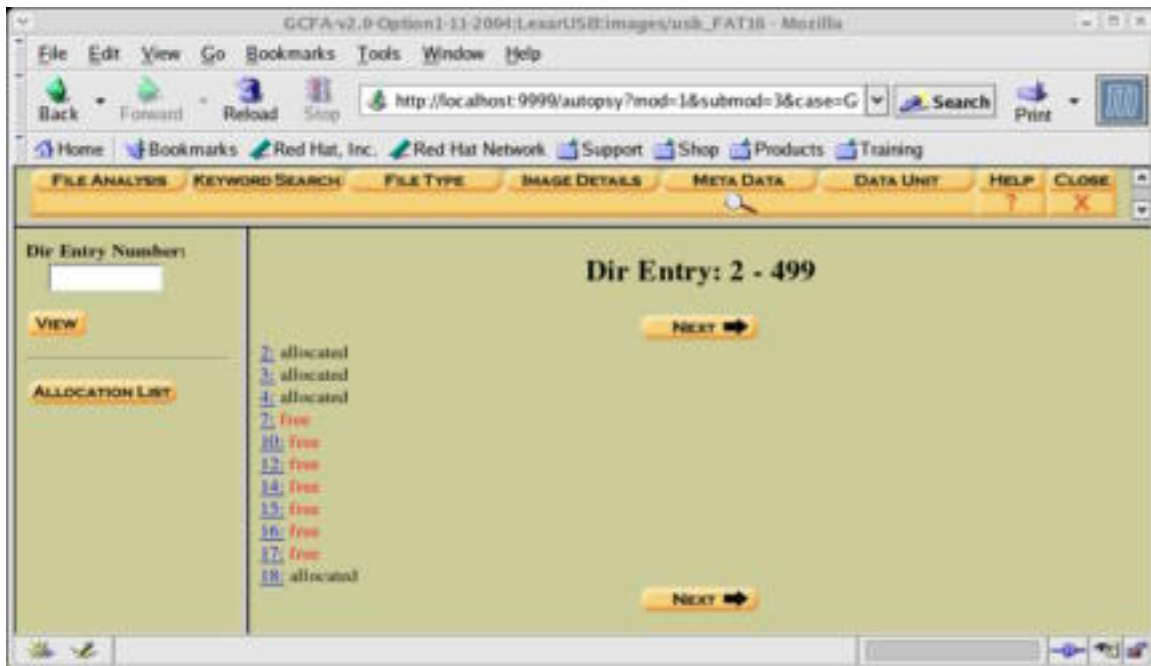 GCFA-v2.0-Option1-11-2004:LexarUSB:images/usb_FAT16 - Mozilla
File Edit View Go Bookmarks Tools Window Help
Back Forward Reload Stop http://localhost:9999/autopsy?mod=1&submod=3&case=G Search Print
Home Bookmarks Red Hat, Inc. Red Hat Network Support Shop Products Training
FILE ANALYSIS KEYWORD SEARCH FILE TYPE IMAGE DETAILS META DATA DATA UNIT HELP CLOSE
? X
Dir Entry Number:
VIEW
ALLOCATION LIST
Dir Entry: 2 - 499
NEXT
2: allocated
3: allocated
4: allocated
7: free
10: free
12: free
14: free
15: free
16: free
17: free
18: allocated
NEXT